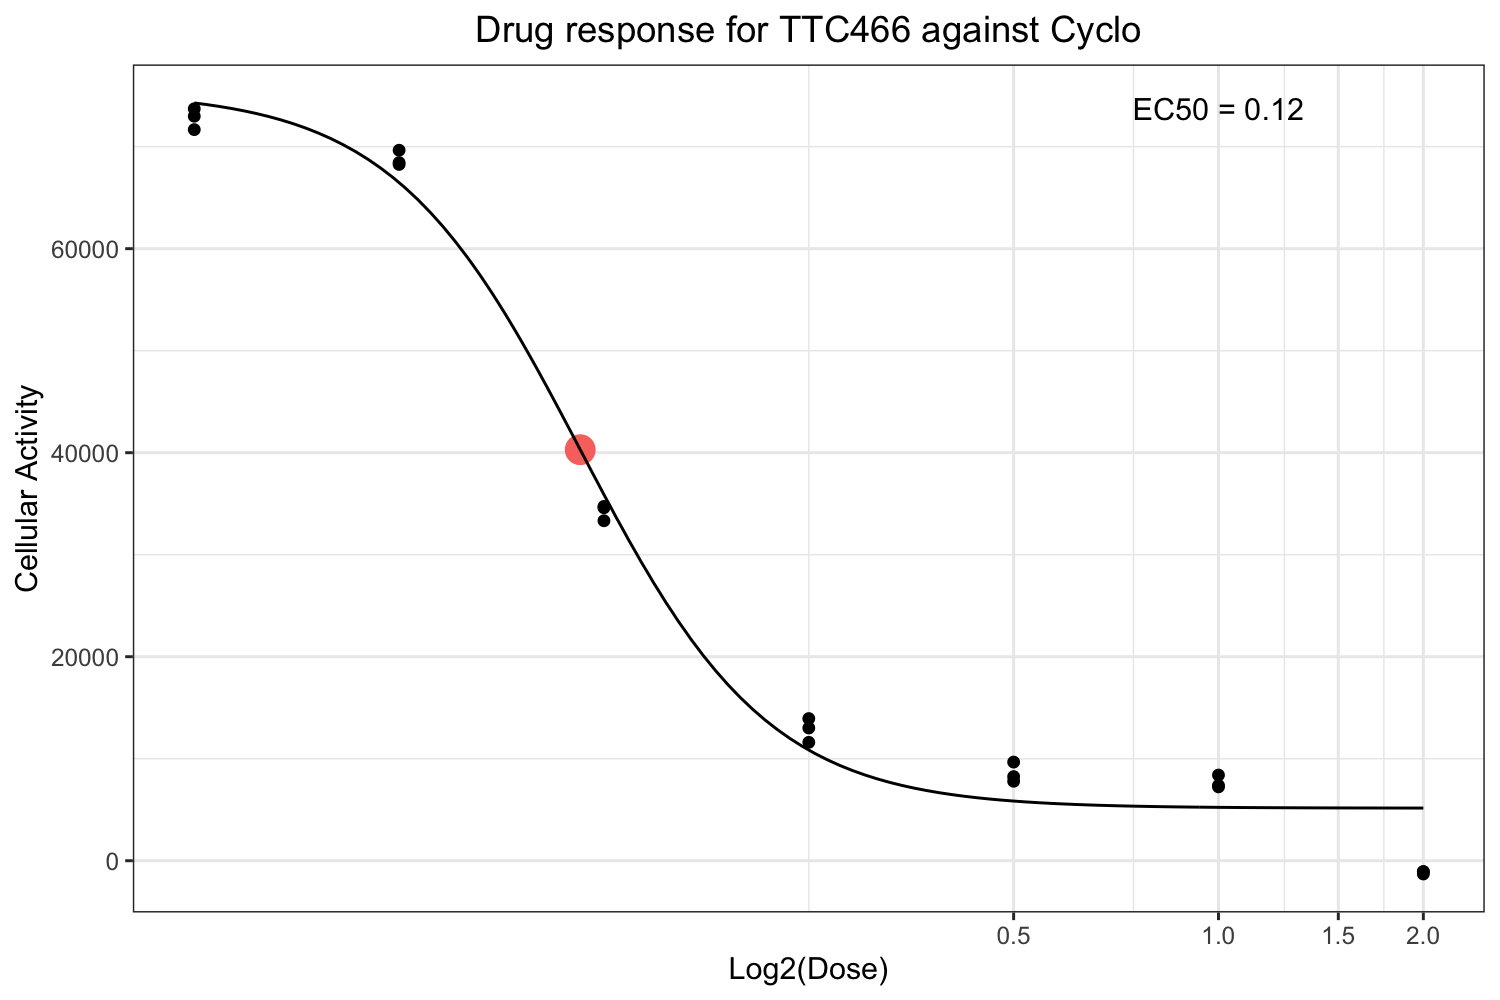 Drug response for TTC466 against Cyclo
EC50 = 0.12
Cellular Activity
60000
40000
20000
0
0.5
1.0
1.5
2.0
Log2(Dose)